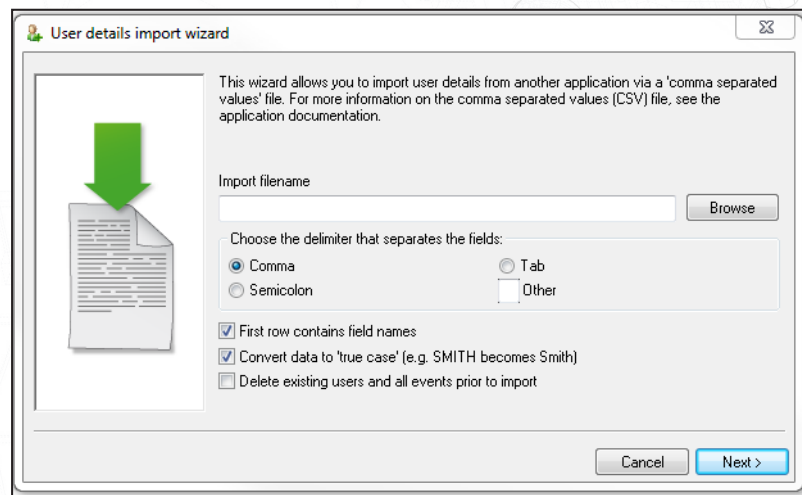 User details import wizard
This wizard allows you to import user details from another application via a 'comma separated
values' file. For more information on the comma separated values (CSV) file, see the
application documentation.
Import filename
Browse
Choose the delimiter that separates the fields:
Comma
Tab
Semicolon
Other
First row contains field names
Convert data to 'true case' (e.g. SMITH becomes Smith)
Delete existing users and all events prior to import
Cancel
Next >